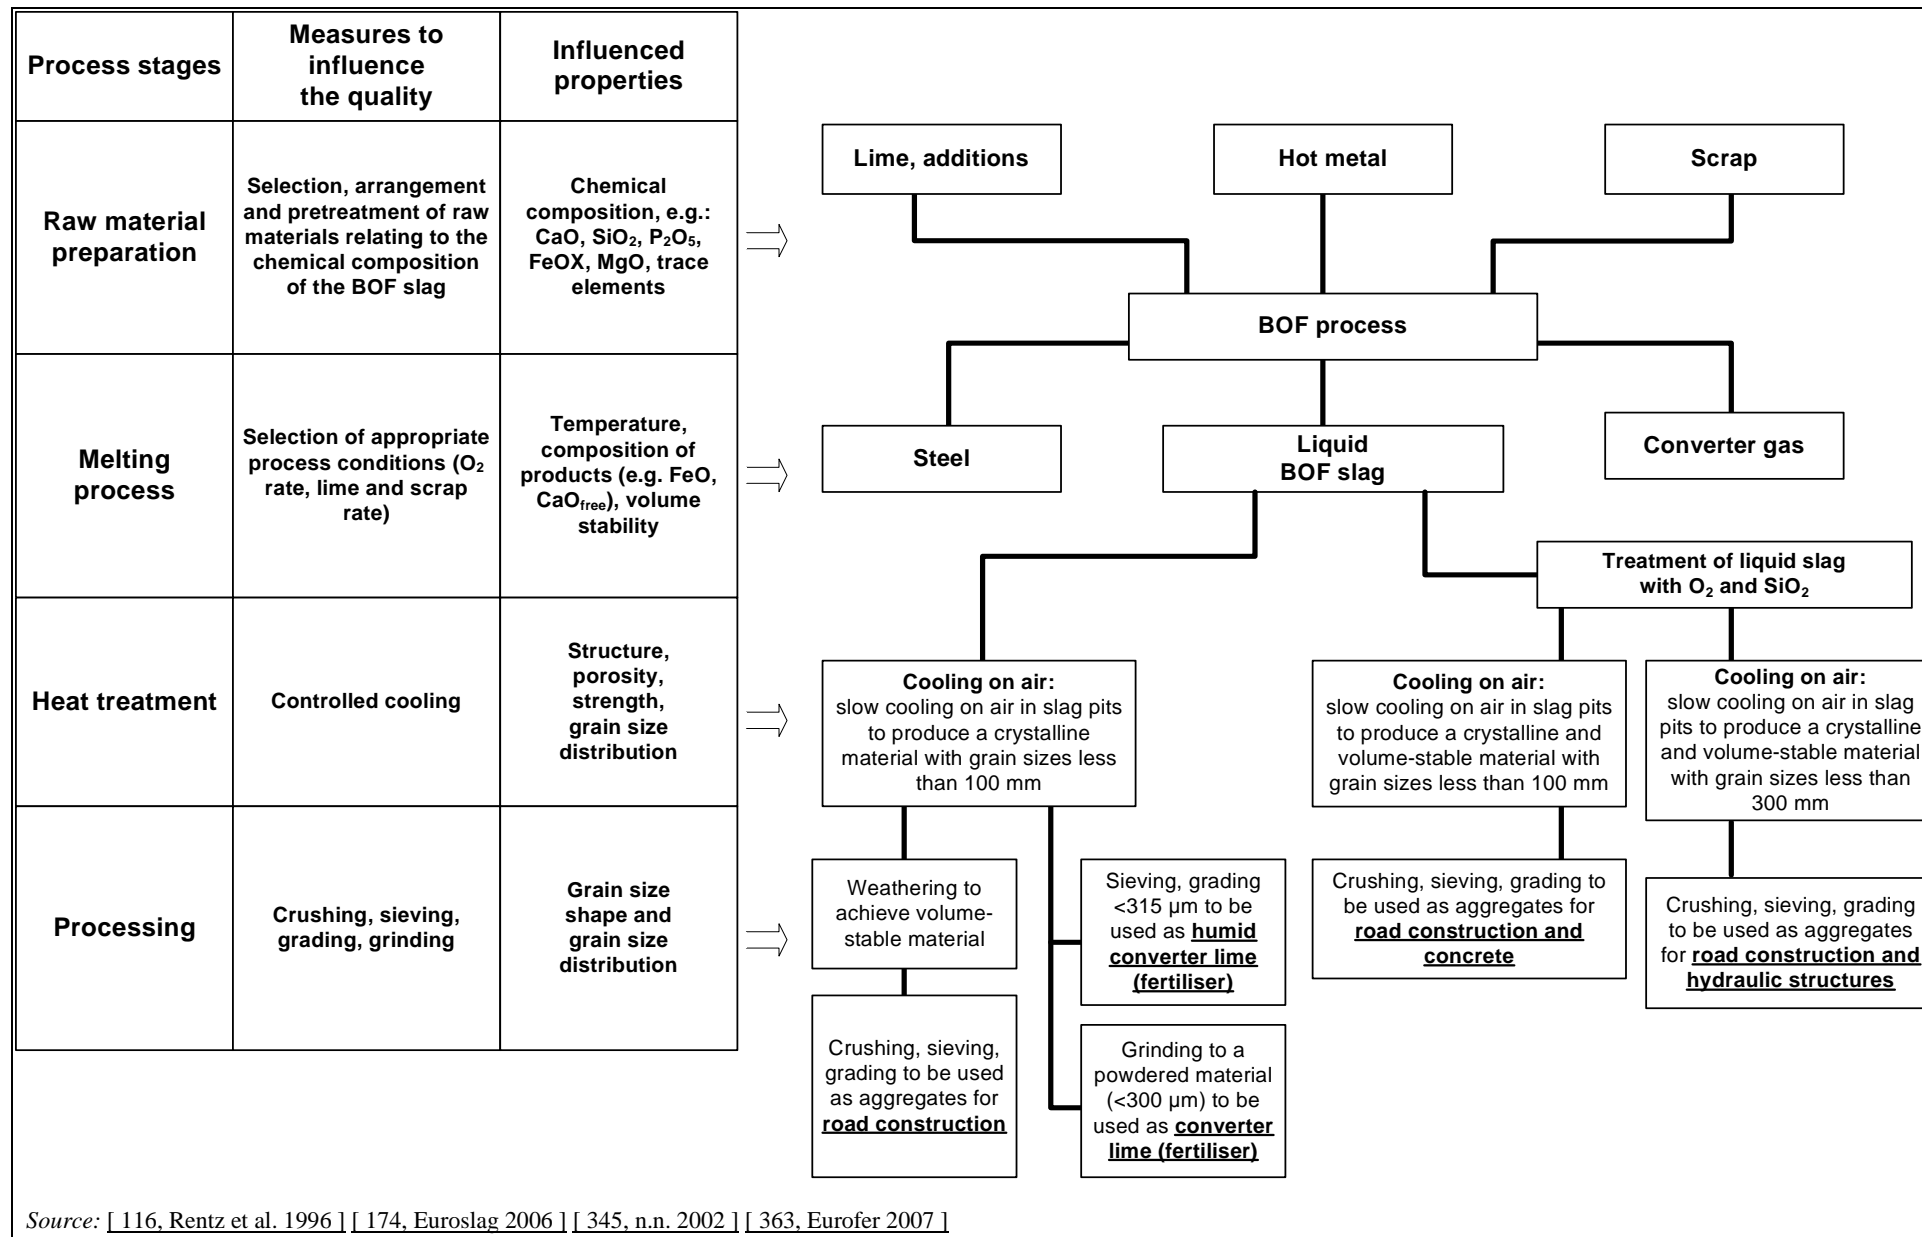 Process stages
Measures to
influence
the quality
Influenced
properties
Raw material
preparation
Selection, arrangement
and pretreatment of raw
materials relating to the
chemical composition
of the BOF slag
Chemical
composition, e.g.:
CaO, SiO₂, P₂O₅,
FeOX, MgO, trace
elements
Melting
process
Selection of appropriate
process conditions (O₂
rate, lime and scrap
rate)
Temperature,
composition of
products (e.g. FeO,
CaO_free), volume
stability
Heat treatment
Controlled cooling
Structure,
porosity,
strength,
grain size
distribution
Processing
Crushing, sieving,
grading, grinding
Grain size
shape and
grain size
distribution
Lime, additions
Hot metal
Scrap
BOF process
Steel
Liquid
BOF slag
Converter gas
Treatment of liquid slag
with O₂ and SiO₂
Cooling on air:
slow cooling on air in slag pits
to produce a crystalline
material with grain sizes less
than 100 mm
Cooling on air:
slow cooling on air in slag pits
to produce a crystalline and
volume-stable material with
grain sizes less than 100 mm
Cooling on air:
slow cooling on air in slag
pits to produce a crystalline
and volume-stable material
with grain sizes less than
300 mm
Weathering to
achieve volume-
stable material
Sieving, grading
<315 µm to be
used as humid
converter lime
(fertiliser)
Crushing, sieving, grading to
be used as aggregates for
road construction and
concrete
Crushing, sieving, grading
to be used as aggregates
for road construction and
hydraulic structures
Crushing, sieving,
grading to be used
as aggregates for
road construction
Grinding to a
powdered material
(<300 µm) to be
used as converter
lime (fertiliser)
Source: [ 116, Rentz et al. 1996 ] [ 174, Euroslag 2006 ] [ 345, n.n. 2002 ] [ 363, Eurofer 2007 ]